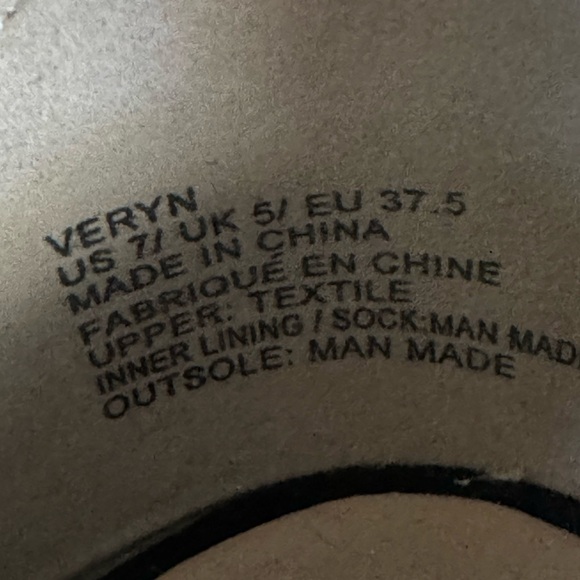 VERYN
US 7/ UK 5/ EU 37.5
MADE IN CHINA
FABRIQUÉ EN CHINE
UPPER: TEXTILE
INNER LINING / SOCK:MAN MADE
OUTSOLE: MAN MADE